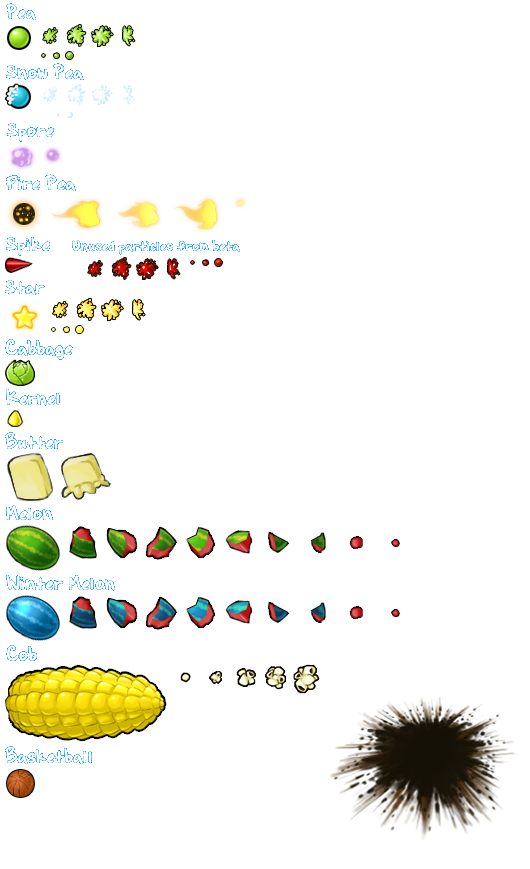 Pea
Snow Pea
Spore
Fire Pea
Spike
Unused particles from beta
Star
Cabbage
Kernel
Butter
Melon
Winter Melon
Cob
Basketball